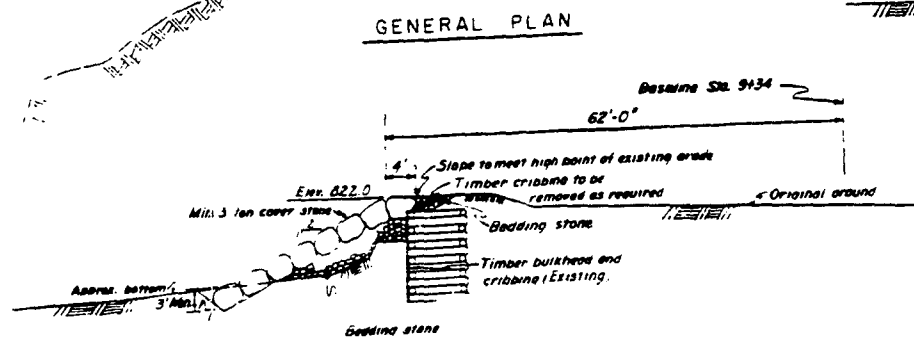 GENERAL PLAN
Baseline Sta. 9+34
62'-0"
4'
Slope to meet high point of existing grade
Elev. 822.0
Timber cribbing to be
removed as required
Original ground
Min. 3 ton cover stone
Bedding stone
Timber bulkhead and
cribbing (Existing)
Approx. bottom
3' Min.
Bedding stone